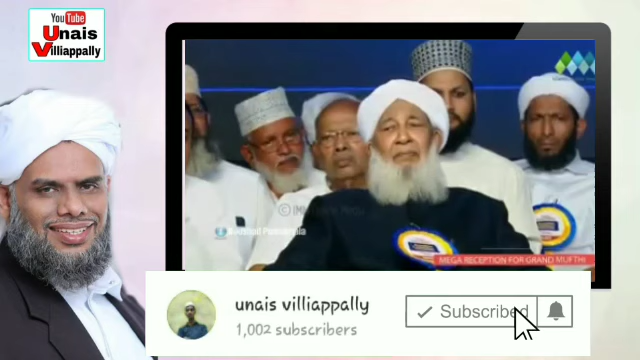 YouTube
Unais
Villiappally
MEGA RECEPTION FOR GRAND MUFTHI
unais villiappally
1,002 subscribers
Subscribed